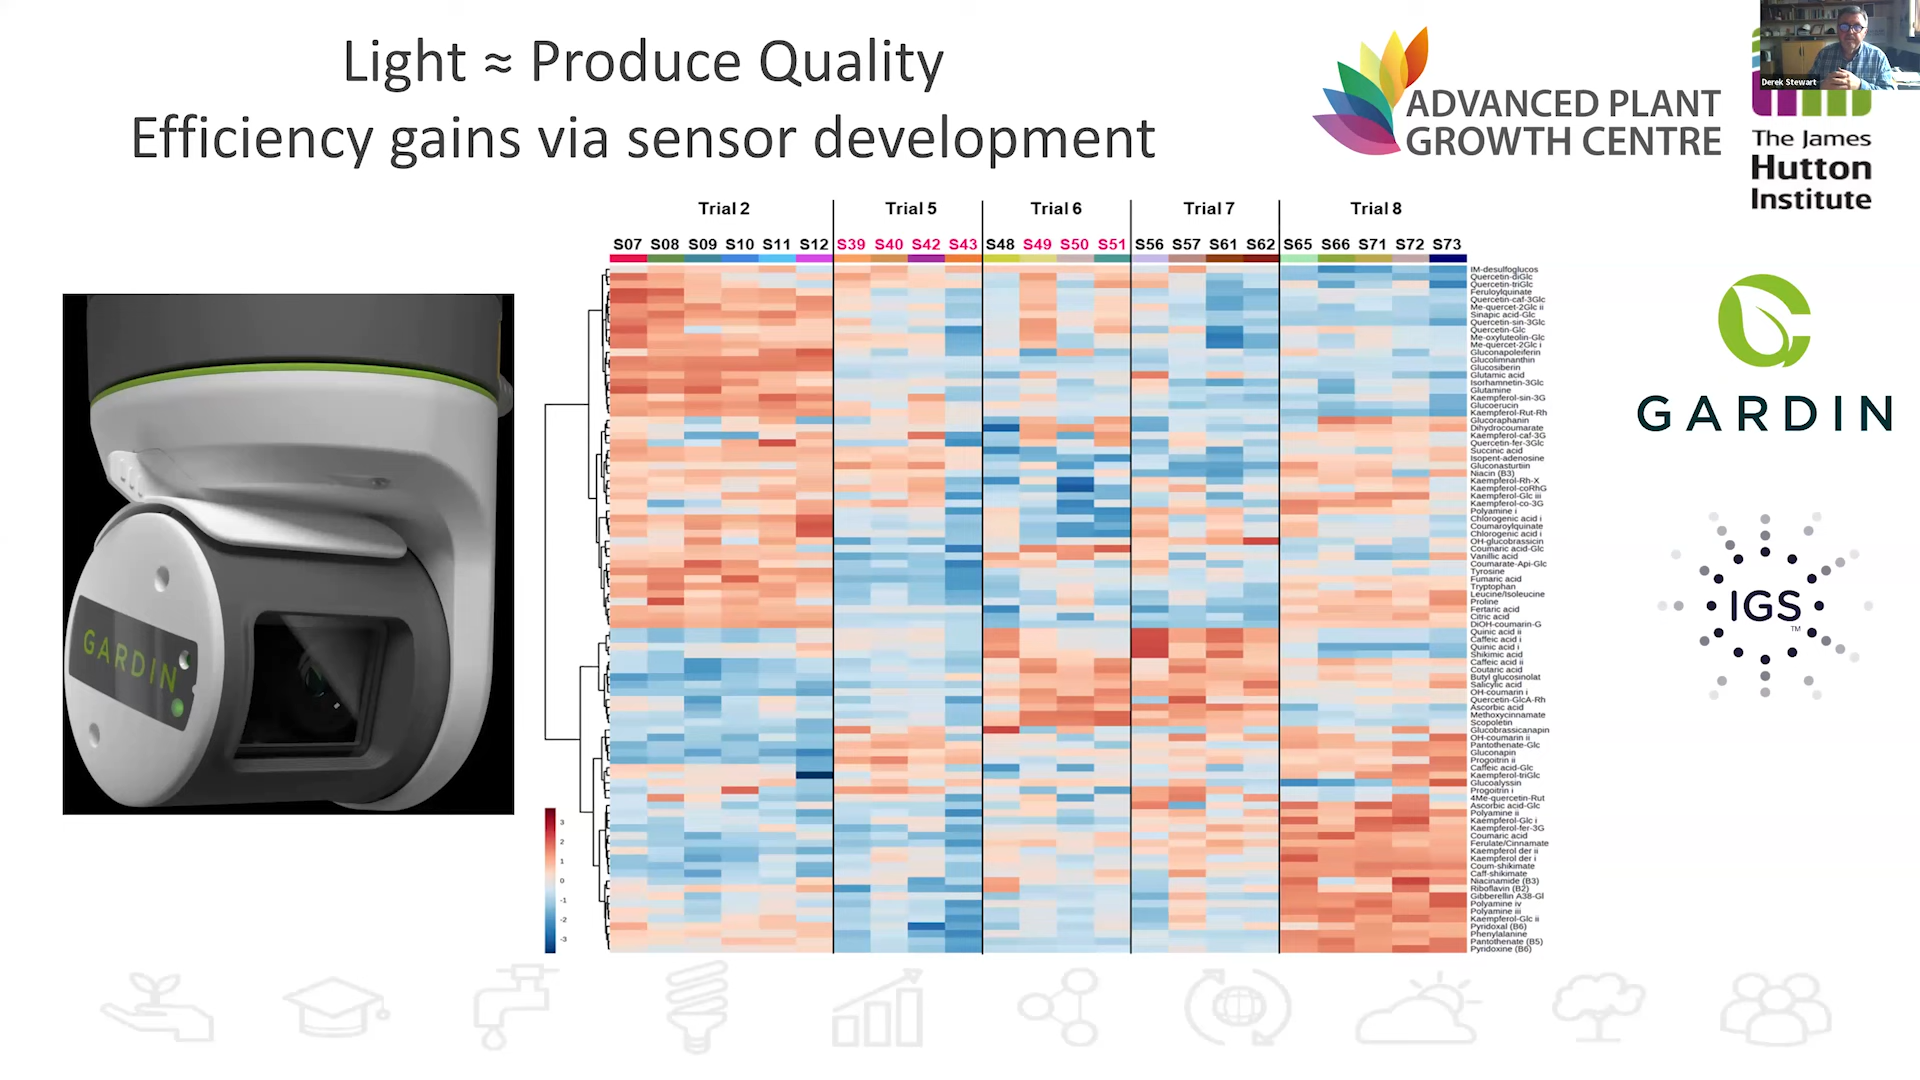 Light ≈ Produce Quality
Efficiency gains via sensor development
ADVANCED PLANT
GROWTH CENTRE
Derek Stewart
The James
Hutton
Institute
Trial 2
Trial 5
Trial 6
Trial 7
Trial 8
S07 S08 S09 S10 S11 S12 S39 S40 S42 S43 S48 S49 S50 S51 S56 S57 S61 S62 S65 S66 S71 S72 S73
IM-desulfoglucos
Quercetin-diGlc
Quercetin-triGlc
Feruloylquinate
Quercetin-caf-3Glc
Me-quercet-2Glc ii
Sinapic acid-Glc
Quercetin-sin-3Glc
Quercetin-Glc
Me-oxyluteolin-Glc
Me-quercet-2Glc i
Gluconapoleiferin
Glucolimnanthin
Glucosiberin
Glutamic acid
Isorhamnetin-3Glc
Glutamine
Kaempferol-sin-3G
Glucoerucin
Kaempferol-Rut-Rh
Glucoraphanin
Dihydrocoumarate
Kaempferol-caf-3G
Quercetin-fer-3Glc
Succinic acid
Isopent-adenosine
Gluconasturtiin
Niacin (B3)
Kaempferol-Rh-X
Kaempferol-coRhG
Kaempferol-Glc iii
Kaempferol-co-3G
Polyamine i
Chlorogenic acid i
Coumaroylquinate
Chlorogenic acid i
OH-glucobrassicin
Coumaric acid-Glc
Vanillic acid
Coumarate-Api-Glc
Tyrosine
Fumaric acid
Tryptophan
Leucine/Isoleucine
Proline
Fertaric acid
Citric acid
DiOH-coumarin-G
Quinic acid ii
Caffeic acid i
Quinic acid i
Shikimic acid
Caffeic acid ii
Coutaric acid
Butyl glucosinolat
Salicylic acid
OH-coumarin i
Quercetin-GlcA-Rh
Ascorbic acid
Methoxycinnamate
Scopoletin
Glucobrassicanapin
OH-coumarin ii
Pantothenate-Glc
Gluconapin
Progoitrin ii
Caffeic acid-Glc
Kaempferol-triGlc
Glucoalyssin
Progoitrin i
4Me-quercetin-Rut
Ascorbic acid-Glc
Polyamine ii
Kaempferol-Glc i
Kaempferol-fer-3G
Coumaric acid
Ferulate/Cinnamate
Kaempferol der ii
Kaempferol der i
Coum-shikimate
Caff-shikimate
Niacinamide (B3)
Riboflavin (B2)
Gibberellin A38-Gl
Polyamine iv
Polyamine iii
Kaempferol-Glc ii
Pyridoxal (B6)
Phenylalanine
Pantothenate (B5)
Pyridoxine (B6)
3
2
1
0
-1
-2
-3
GARDIN
GARDIN
IGS
TM